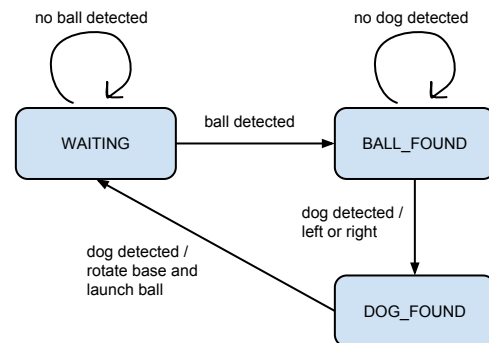 no ball detected
no dog detected
WAITING
ball detected
BALL_FOUND
dog detected /
left or right
dog detected /
rotate base and
launch ball
DOG_FOUND